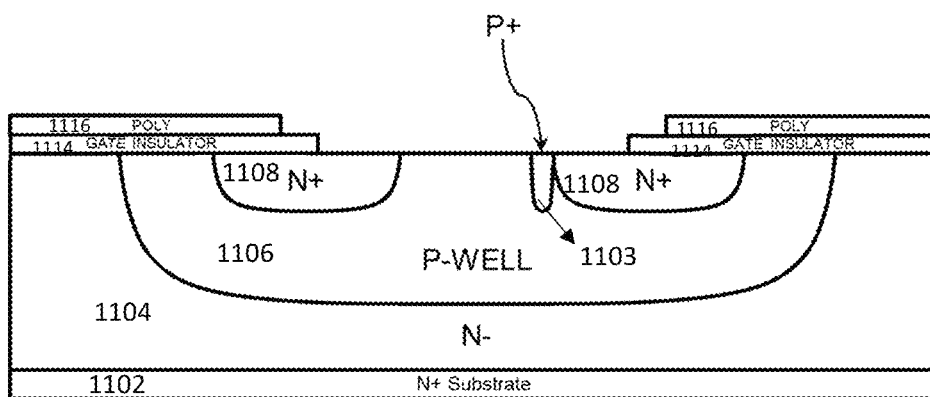 P+
1116 POLY
1116 POLY
1114 GATE INSULATOR
1114 GATE INSULATOR
1108 N+
1108 N+
1106
P-WELL
1103
1104
N-
1102
N+ Substrate